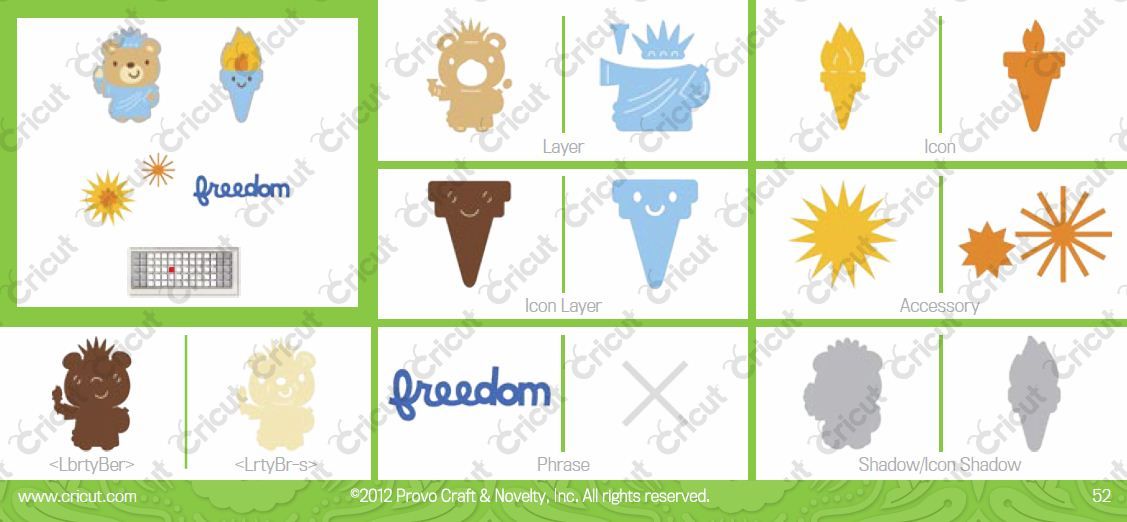 freedom
Layer
Icon
Icon Layer
Accessory
freedom
<LbrtyBer>
<LrtyBr-s>
Phrase
Shadow/Icon Shadow
www.cricut.com
©2012 Provo Craft & Novelty, Inc. All rights reserved.
52
Cricut